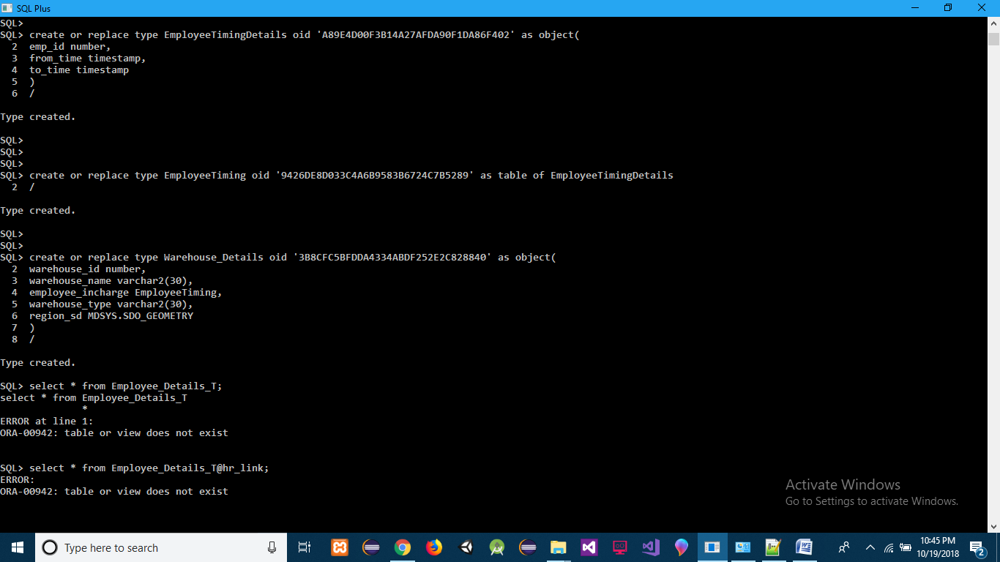 SQL Plus
SQL>
SQL> create or replace type EmployeeTimingDetails oid 'A89E4D00F3B14A27AFDA90F1DA86F402' as object(
2 emp_id number,
3 from_time timestamp,
4 to_time timestamp
5 )
6 /
Type created.
SQL>
SQL>
SQL>
SQL> create or replace type EmployeeTiming oid '9426DE8D033C4A6B9583B6724C7B5289' as table of EmployeeTimingDetails
2 /
Type created.
SQL>
SQL>
SQL> create or replace type Warehouse_Details oid '3B8CFC5BFDDA4334ABDF252E2C828840' as object(
2 warehouse_id number,
3 warehouse_name varchar2(30),
4 employee_incharge EmployeeTiming,
5 warehouse_type varchar2(30),
6 region_sd MDSYS.SDO_GEOMETRY
7 )
8 /
Type created.
SQL> select * from Employee_Details_T;
select * from Employee_Details_T
*
ERROR at line 1:
ORA-00942: table or view does not exist
SQL> select * from Employee_Details_T@hr_link;
ERROR:
ORA-00942: table or view does not exist
Activate Windows
Go to Settings to activate Windows.
Type here to search
10:45 PM
10/19/2018
2